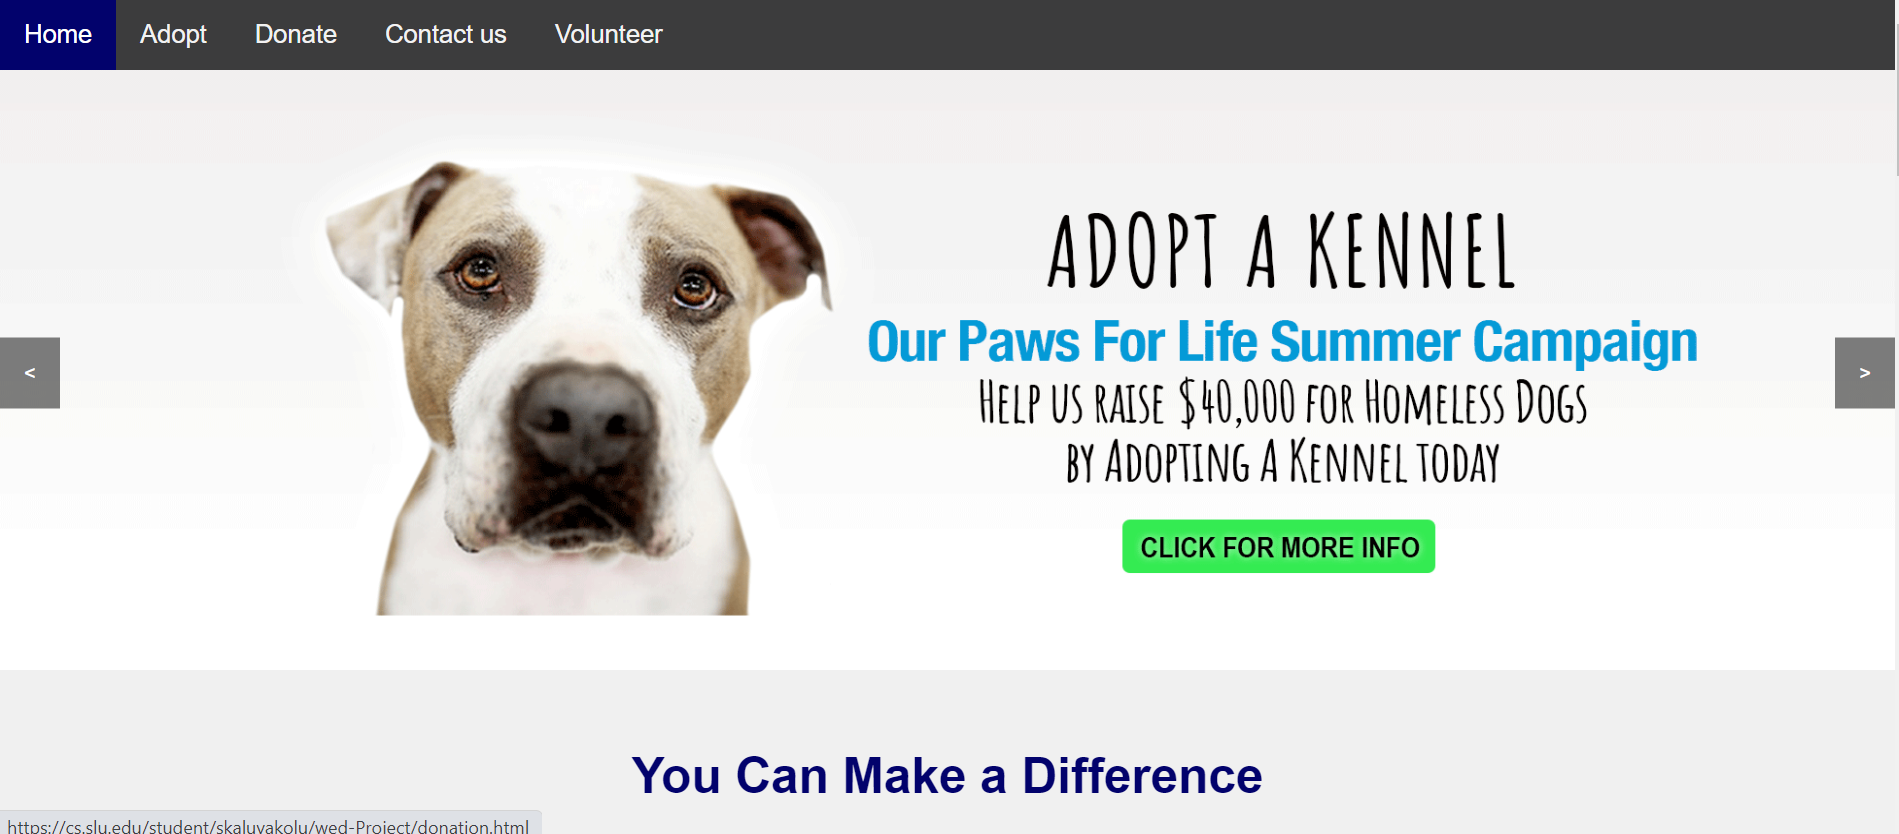 Home Adopt Donate Contact us Volunteer
ADOPT A KENNEL
Our Paws For Life Summer Campaign
HELP US RAISE $40,000 FOR HOMELESS DOGS
BY ADOPTING A KENNEL TODAY
< >
CLICK FOR MORE INFO
You Can Make a Difference
https://cs.slu.edu/student/skaluvakolu/wed-Project/donation.html